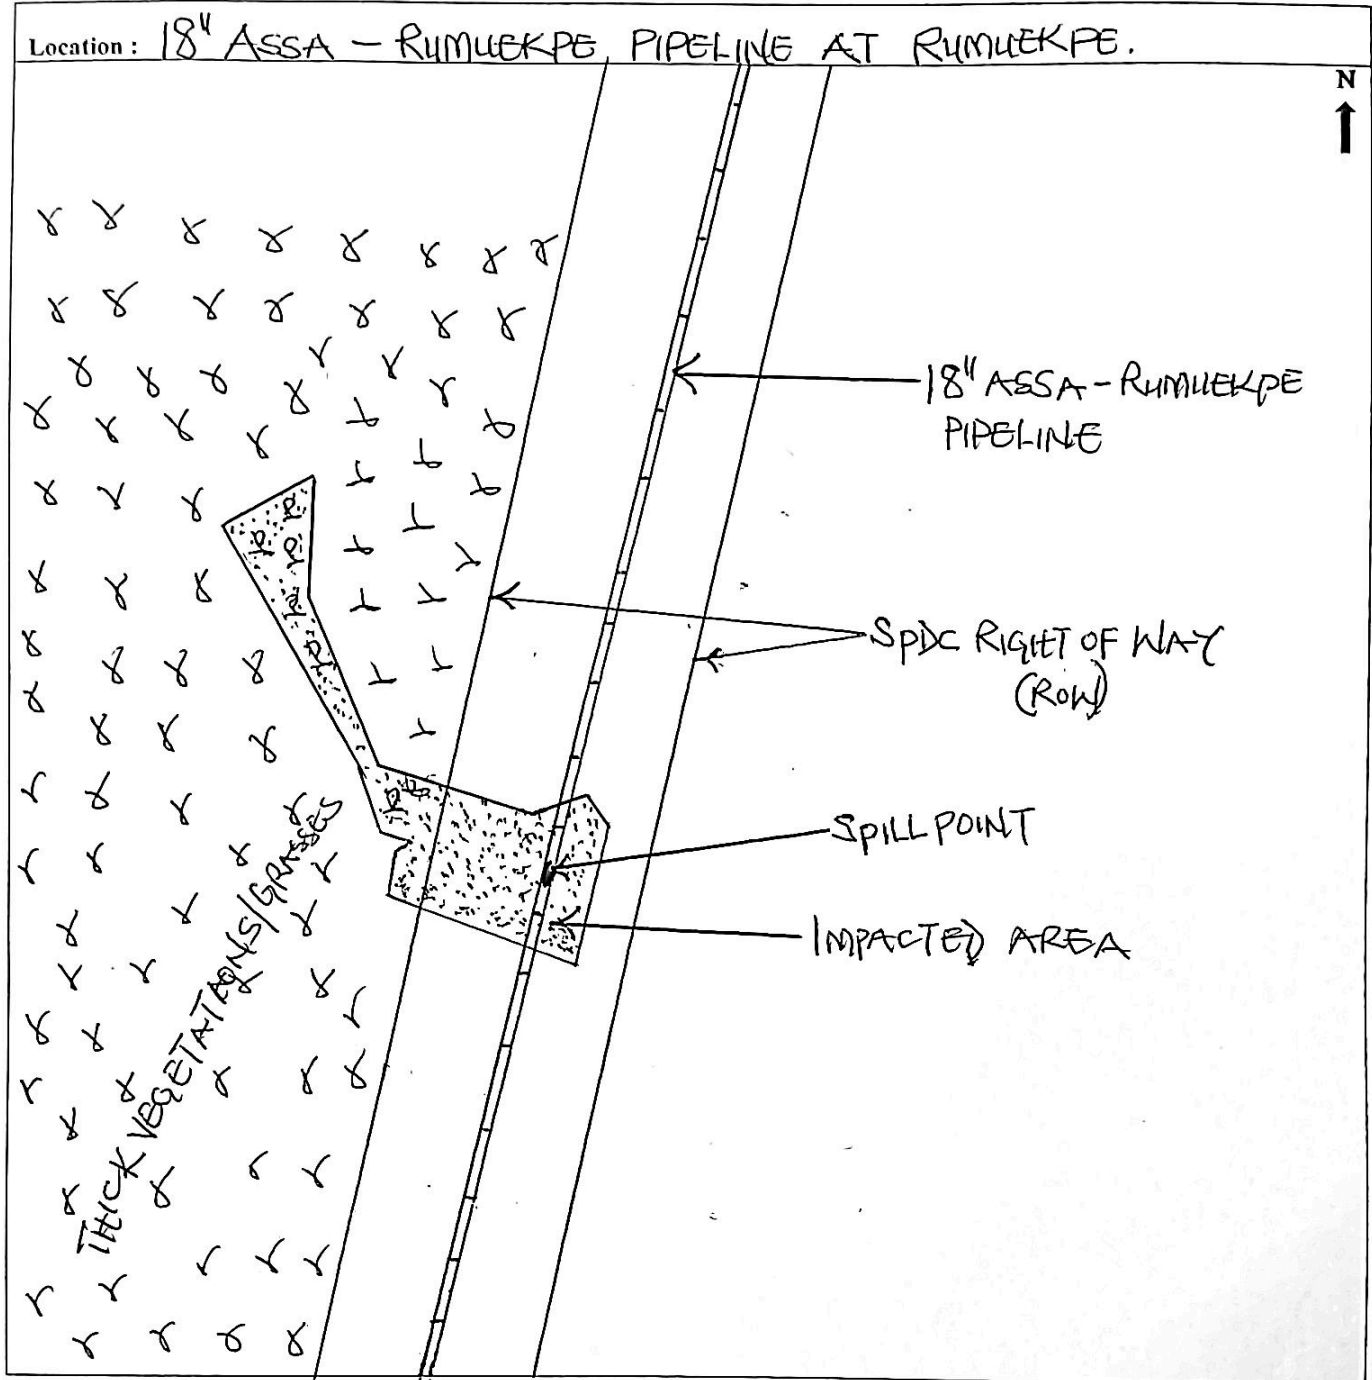 Location : 18" ASSA - RUMUEKPE PIPELINE AT RUMUEKPE.
N
18" ASSA - RUMUEKPE
PIPELINE
SPDC RIGHT OF WAY
(ROW)
SPILL POINT
IMPACTED AREA
THICK VEGETATIONS/GRASSES